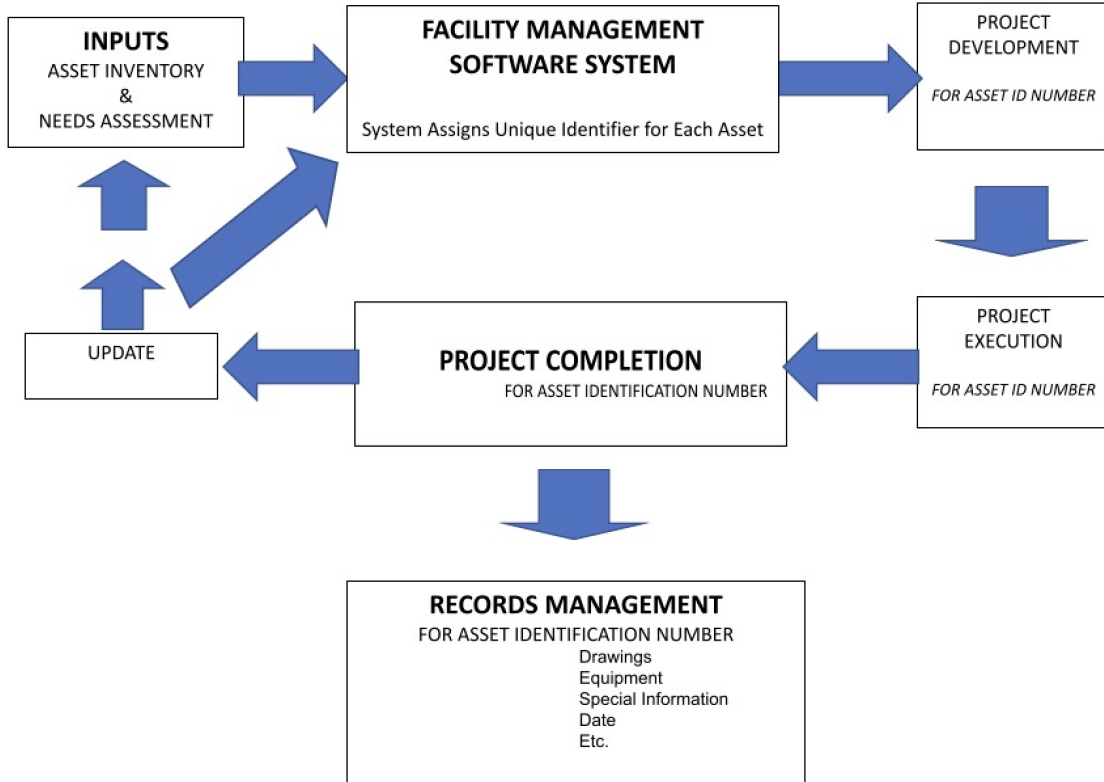 INPUTS
ASSET INVENTORY
&
NEEDS ASSESSMENT
FACILITY MANAGEMENT
SOFTWARE SYSTEM
System Assigns Unique Identifier for Each Asset
PROJECT
DEVELOPMENT
FOR ASSET ID NUMBER
UPDATE
PROJECT COMPLETION
FOR ASSET IDENTIFICATION NUMBER
PROJECT
EXECUTION
FOR ASSET ID NUMBER
RECORDS MANAGEMENT
FOR ASSET IDENTIFICATION NUMBER
Drawings
Equipment
Special Information
Date
Etc.